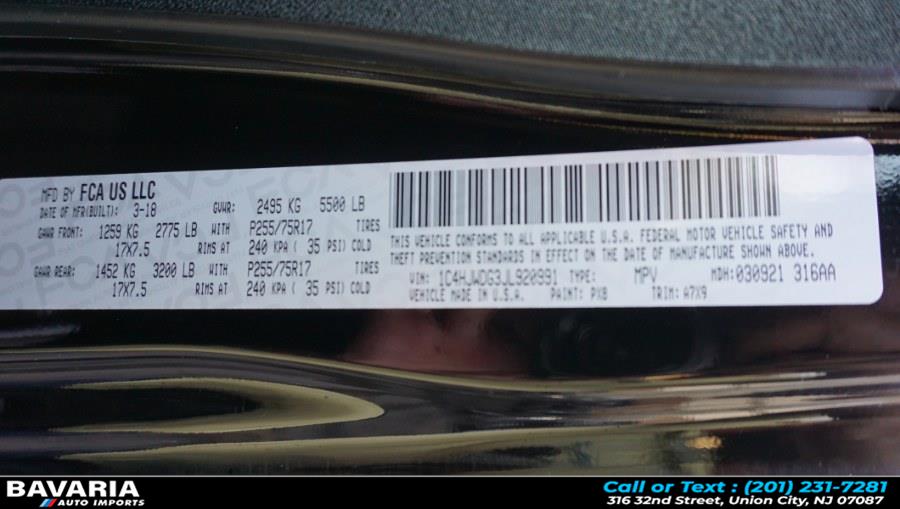 MFD BY FCA US LLC
DATE OF MFR(BUILT): 3-18 GVWR: 2495 KG 5500 LB
GAWR FRONT: 1259 KG 2775 LB WITH P255/75R17 TIRES
17X7.5 RIMS AT 240 KPA ( 35 PSI) COLD
GAWR REAR: 1452 KG 3200 LB WITH P255/75R17 TIRES
17X7.5 RIMS AT 240 KPA ( 35 PSI) COLD
THIS VEHICLE CONFORMS TO ALL APPLICABLE U.S.A. FEDERAL MOTOR VEHICLE SAFETY AND
THEFT PREVENTION STANDARDS IN EFFECT ON THE DATE OF MANUFACTURE SHOWN ABOVE.
VIN: 1C4HJWDG3JL920991 TYPE: MPV MDH: 030921 316AA
VEHICLE MADE IN U.S.A. PAINT: PX8 TRIM: A7X9
BAVARIA
AUTO IMPORTS
Call or Text : (201) 231-7281
316 32nd Street, Union City, NJ 07087